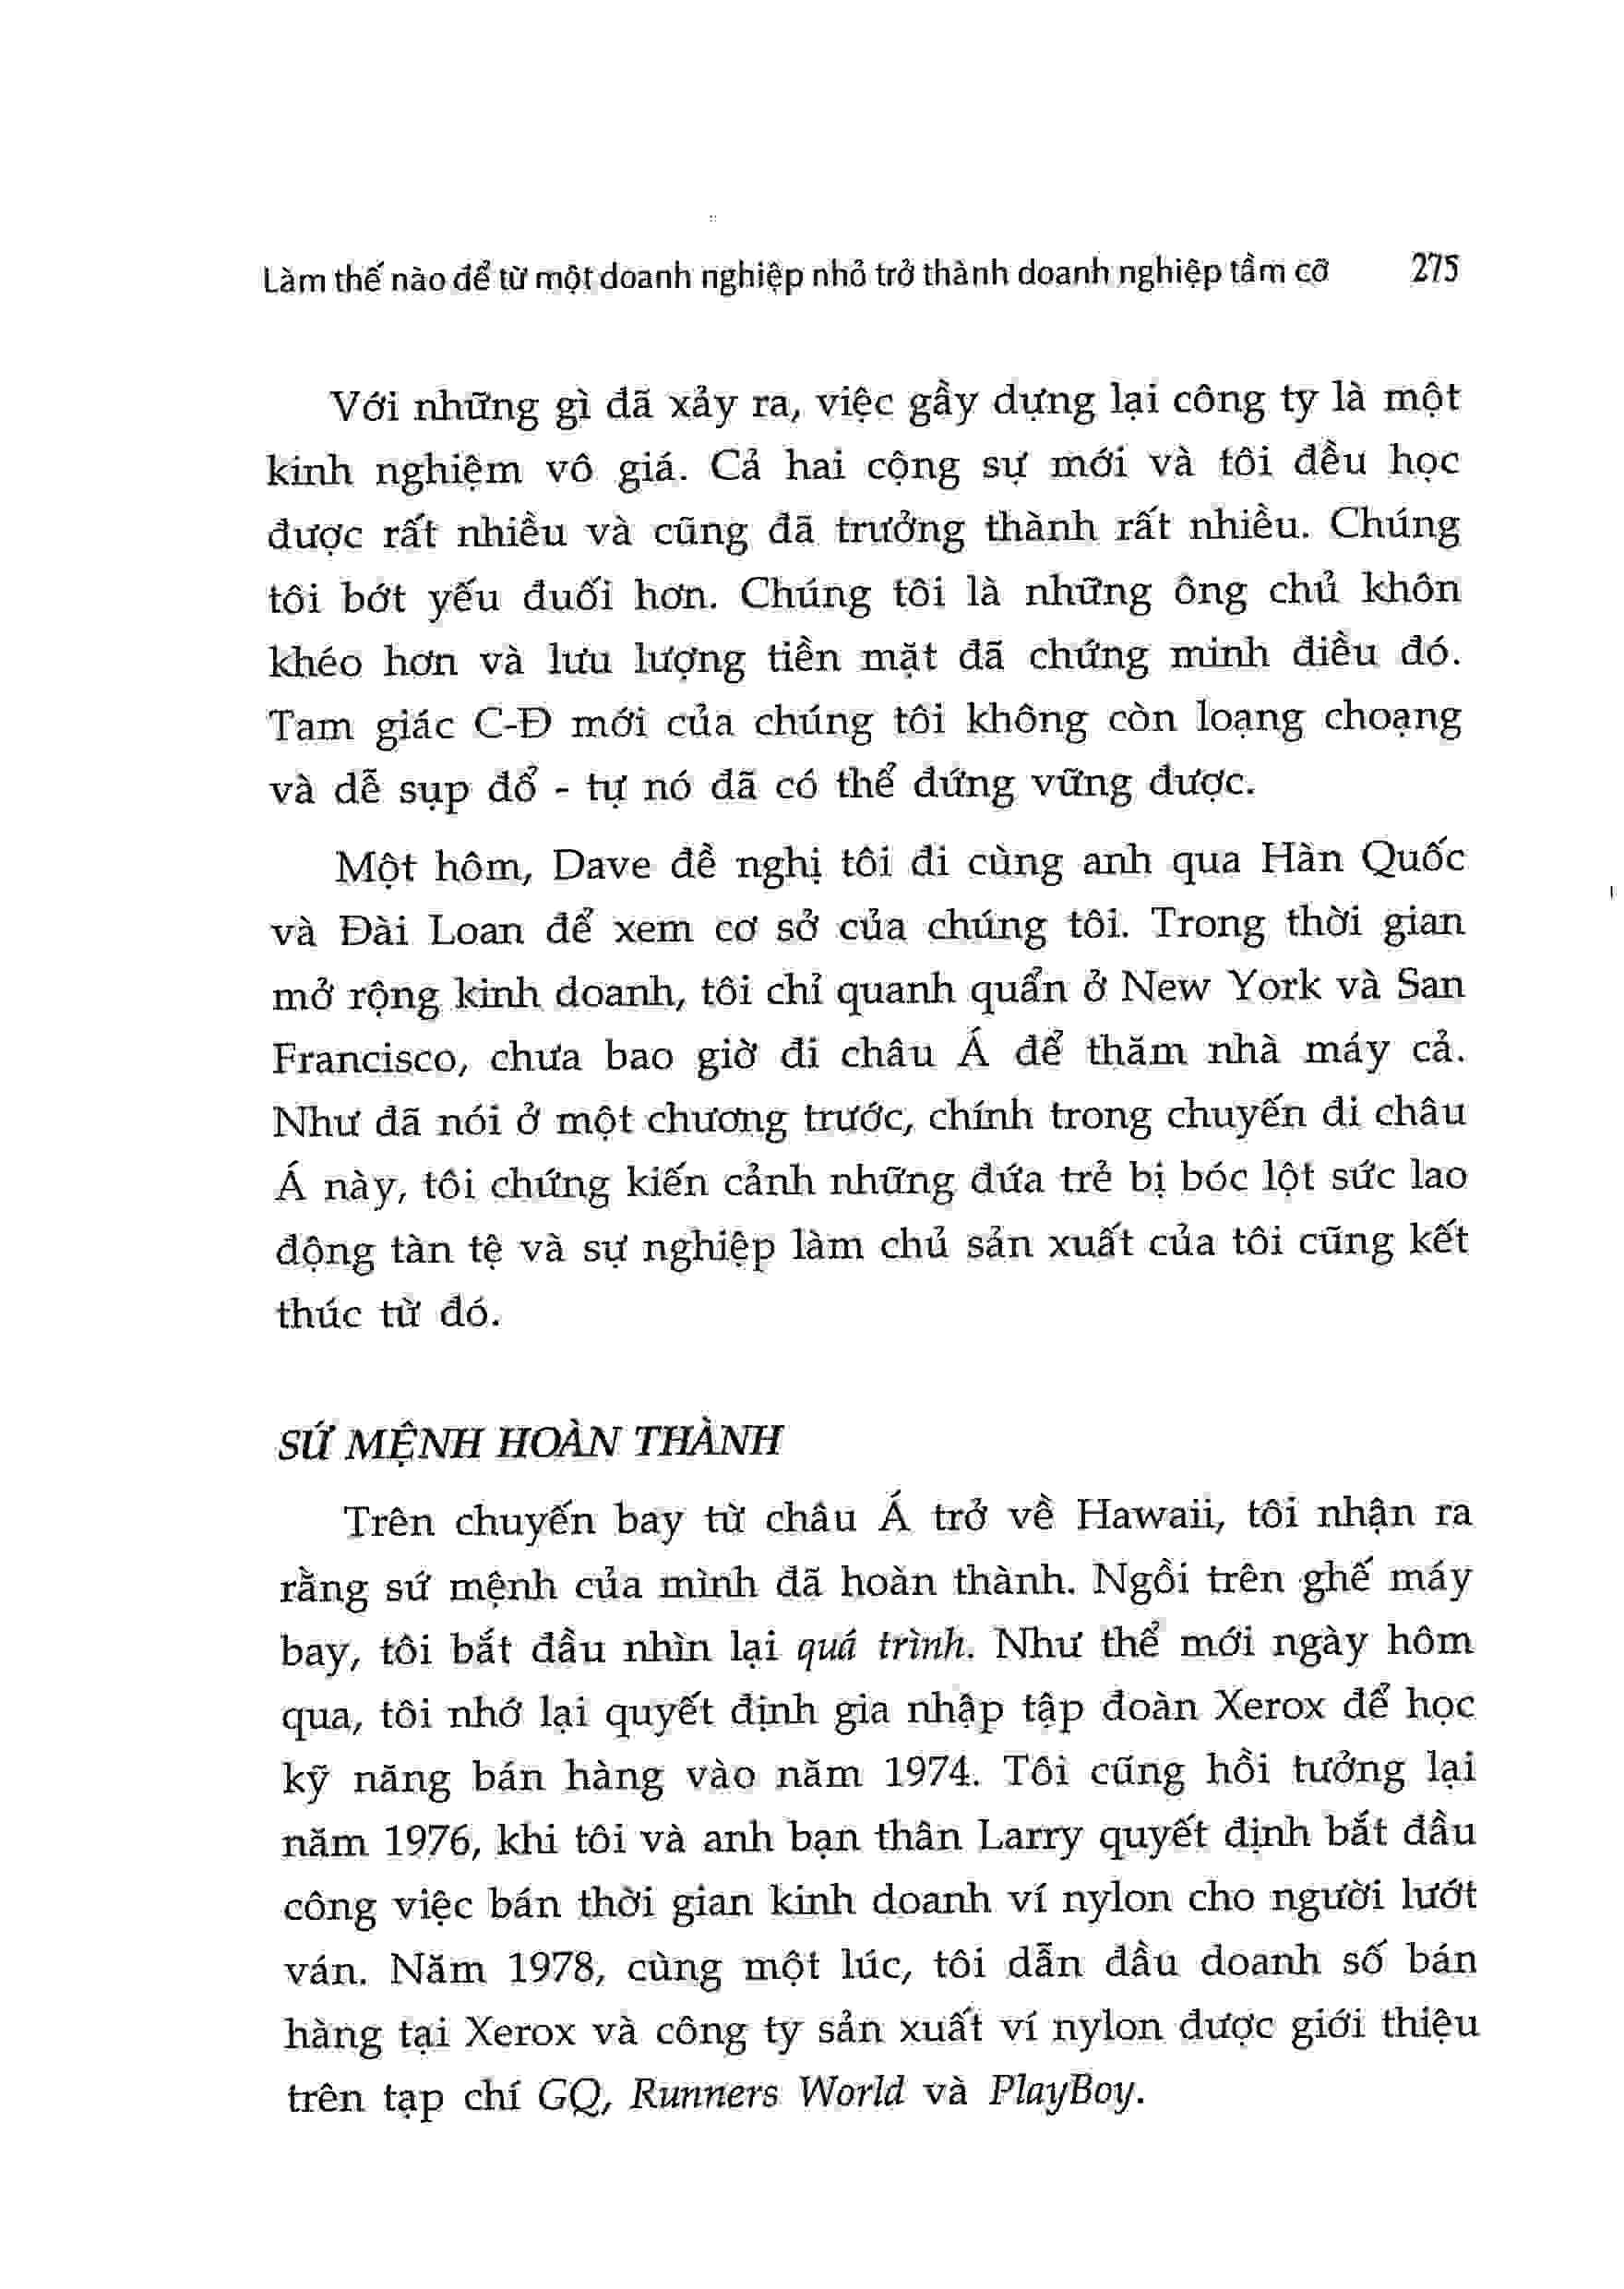 Làm thế nào để từ một doanh nghiệp nhỏ trở thành doanh nghiệp tầm cỡ 275
Với những gì đã xảy ra, việc gầy dựng lại công ty là một
kinh nghiệm vô giá. Cả hai cộng sự mới và tôi đều học
được rất nhiều và cũng đã trưởng thành rất nhiều. Chúng
tôi bớt yếu đuối hơn. Chúng tôi là những ông chủ khôn
khéo hơn và lưu lượng tiền mặt đã chứng minh điều đó.
Tam giác C-Đ mới của chúng tôi không còn loạng choạng
và dễ sụp đổ - tự nó đã có thể đứng vững được.
Một hôm, Dave đề nghị tôi đi cùng anh qua Hàn Quốc
và Đài Loan để xem cơ sở của chúng tôi. Trong thời gian
mở rộng kinh doanh, tôi chỉ quanh quẩn ở New York và San
Francisco, chưa bao giờ đi châu Á để thăm nhà máy cả.
Như đã nói ở một chương trước, chính trong chuyến đi châu
Á này, tôi chứng kiến cảnh những đứa trẻ bị bóc lột sức lao
động tàn tệ và sự nghiệp làm chủ sản xuất của tôi cũng kết
thúc từ đó.
SỨ MỆNH HOÀN THÀNH
Trên chuyến bay từ châu Á trở về Hawaii, tôi nhận ra
rằng sứ mệnh của mình đã hoàn thành. Ngồi trên ghế máy
bay, tôi bắt đầu nhìn lại quá trình. Như thể mới ngày hôm
qua, tôi nhớ lại quyết định gia nhập tập đoàn Xerox để học
kỹ năng bán hàng vào năm 1974. Tôi cũng hồi tưởng lại
năm 1976, khi tôi và anh bạn thân Larry quyết định bắt đầu
công việc bán thời gian kinh doanh ví nylon cho người lướt
ván. Năm 1978, cùng một lúc, tôi dẫn đầu doanh số bán
hàng tại Xerox và công ty sản xuất ví nylon được giới thiệu
trên tạp chí GQ, Runners World và PlayBoy.